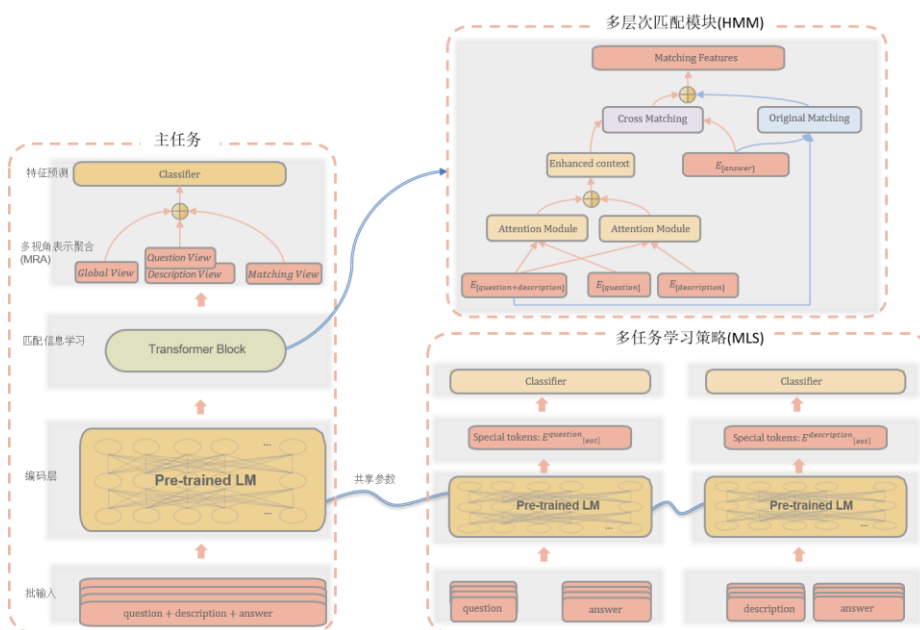 多层次匹配模块(HMM)
Matching Features
Cross Matching
Original Matching
Enhanced context
E[answer]
Attention Module
Attention Module
E[question+description]
E[question]
E[description]
主任务
特征预测
Classifier
多视角表示聚合
(MRA)
Global View
Question View
Description View
Matching View
匹配信息学习
Transformer Block
编码层
...
Pre-trained LM
...
共享参数
批输入
question + description + answer
多任务学习策略(MLS)
Classifier
Classifier
Special tokens: E^question [eot]
Special tokens: E^description [eot]
...
Pre-trained LM
...
...
Pre-trained LM
...
question
answer
description
answer